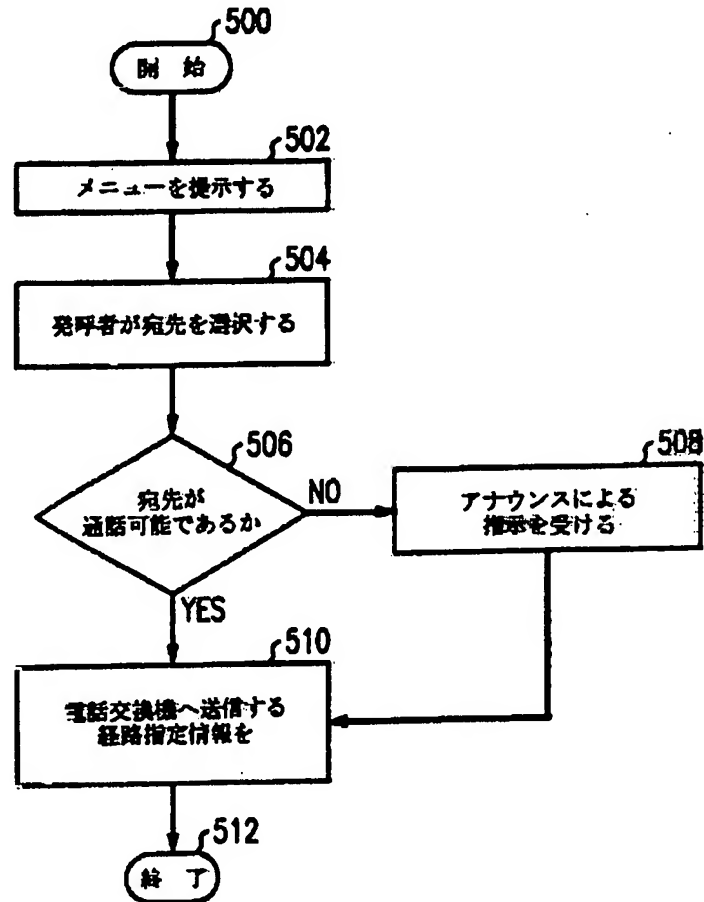 500
開 始
502
メニューを提示する
504
発呼者が宛先を選択する
506
宛先が
通話可能であるか
NO
508
アナウンスによる
指示を受ける
YES
510
電話交換機へ送信する
経路指定情報を
512
終 了